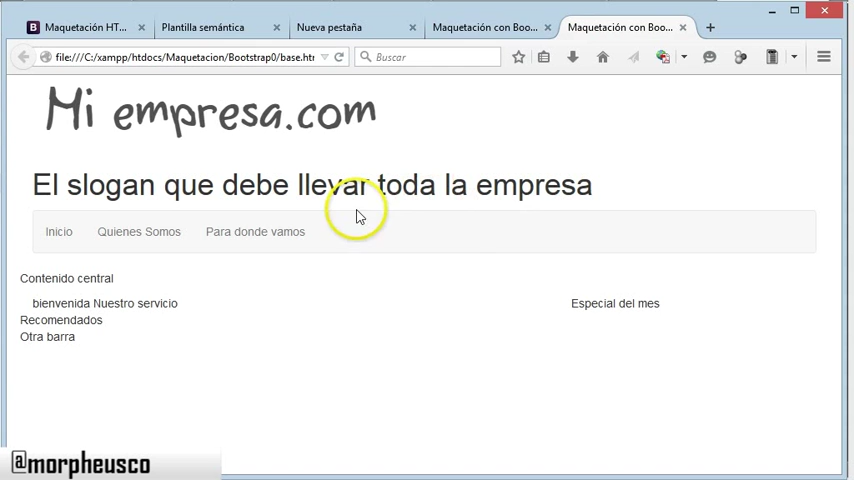 Maquetación HT... Plantilla semántica Nueva pestaña Maquetación con Boo... Maquetación con Boo...
file:///C:/xampp/htdocs/Maquetacion/Bootstrap0/base.htm Buscar
Mi empresa.com
El slogan que debe llevar toda la empresa
Inicio Quienes Somos Para donde vamos
Contenido central
bienvenida Nuestro servicio Especial del mes
Recomendados
Otra barra
@morpheusco